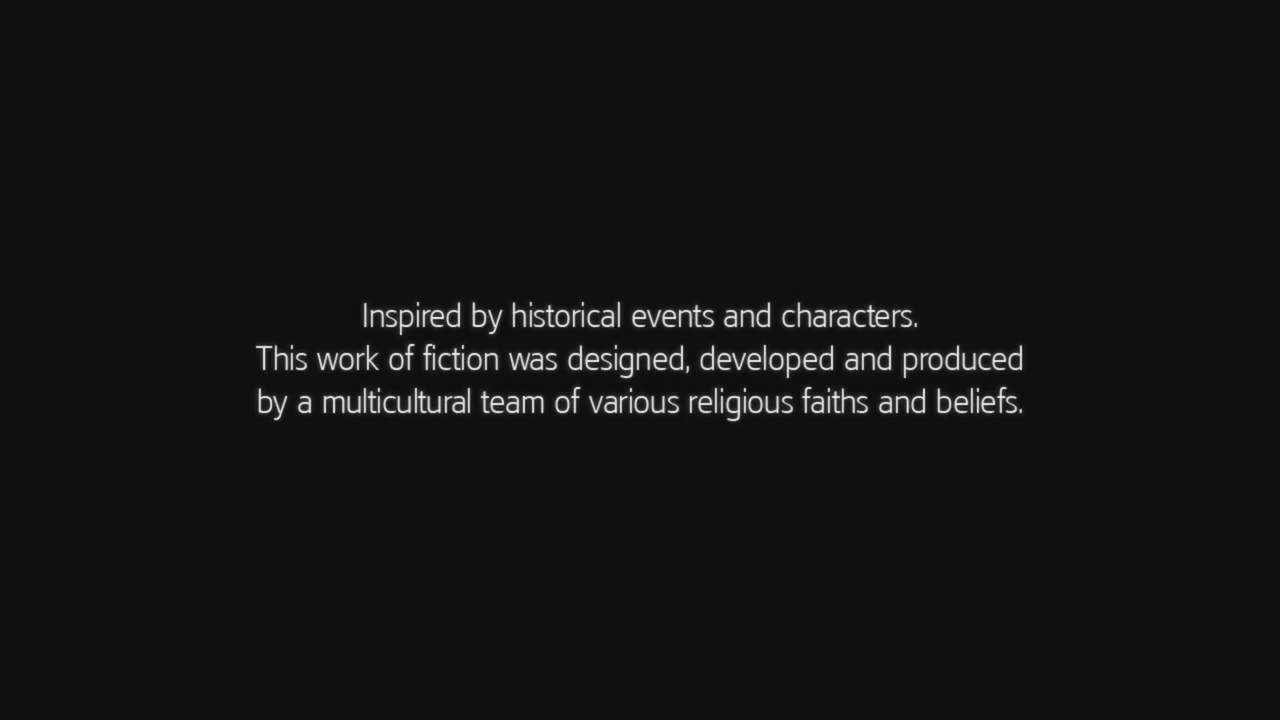 Inspired by historical events and characters.
This work of fiction was designed, developed and produced
by a multicultural team of various religious faiths and beliefs.